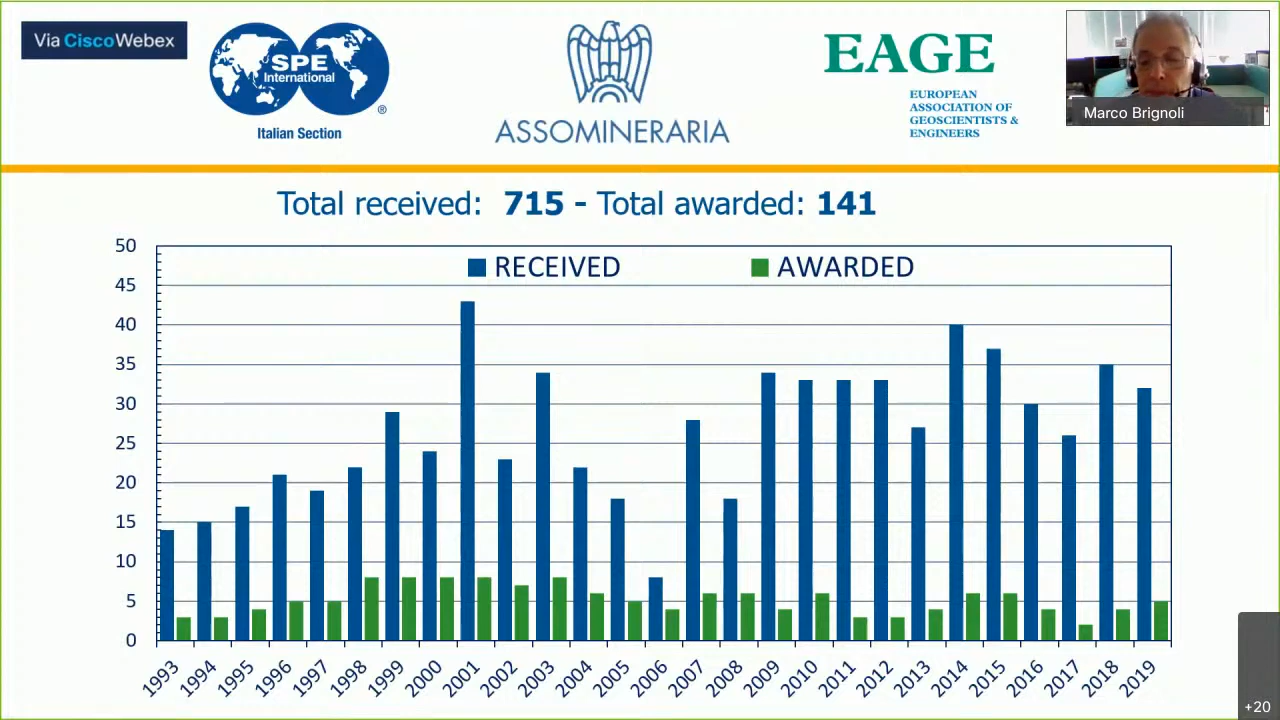 Via CiscoWebex
SPE
International
®
Italian Section
ASSOMINERARIA
EAGE
EUROPEAN
ASSOCIATION OF
GEOSCIENTISTS &
ENGINEERS
Marco Brignoli
Total received: 715 - Total awarded: 141
RECEIVED AWARDED
50
45
40
35
30
25
20
15
10
5
0
1993 1994 1995 1996 1997 1998 1999 2000 2001 2002 2003 2004 2005 2006 2007 2008 2009 2010 2011 2012 2013 2014 2015 2016 2017 2018 2019
+20